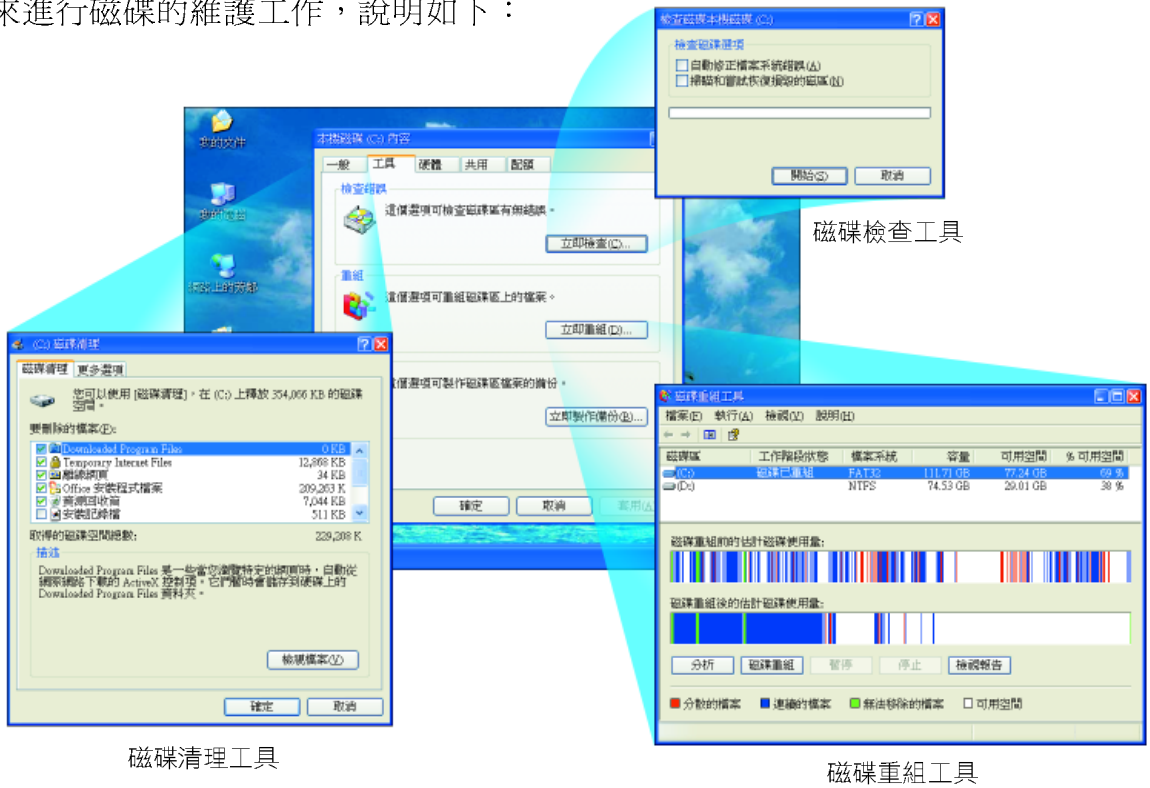 來進行磁碟的維護工作，說明如下：
檢查磁碟本機磁碟 (C:)
檢查磁碟選項
自動修正檔案系統錯誤(A)
掃瞄和嘗試恢復損毀的磁區(N)
開始(S) 取消
磁碟檢查工具
我的文件
我的電腦
網路上的芳鄰
本機磁碟 (C:) 內容
一般 工具 硬體 共用 配額
檢查錯誤
這個選項可檢查磁碟區有無錯誤。
立即檢查(C)...
重組
這個選項可重組磁碟區上的檔案。
立即重組(D)...
個選項可製作磁碟區檔案的備份。
立即製作備份(B)...
確定 取消 套用(A)
(C:) 磁碟清理
磁碟清理 更多選項
您可以使用 [磁碟清理]，在 (C:) 上釋放 354,066 KB 的磁碟
空間。
要刪除的檔案(F):
Downloaded Program Files 0 KB
Temporary Internet Files 12,868 KB
離線網頁 34 KB
Office 安裝程式檔案 209,263 K
資源回收筒 7,044 KB
安裝記錄檔 511 KB
取得的磁碟空間總數: 229,208 K
描述
Downloaded Program Files 是一些當您瀏覽特定的網頁時，自動從
網際網路下載的 ActiveX 控制項。它們暫時會儲存到硬碟上的
Downloaded Program Files 資料夾。
檢視檔案(V)
確定 取消
磁碟清理工具
磁碟重組工具
檔案(F) 執行(A) 檢視(V) 說明(H)
磁碟區 工作階段狀態 檔案系統 容量 可用空間 % 可用空間
(C:) 磁碟已重組 FAT32 111.71 GB 77.24 GB 69 %
(D:) NTFS 74.53 GB 29.01 GB 38 %
磁碟重組前的估計磁碟使用量:
磁碟重組後的估計磁碟使用量:
分析 磁碟重組 暫停 停止 檢視報告
分散的檔案 連續的檔案 無法移除的檔案 可用空間
磁碟重組工具